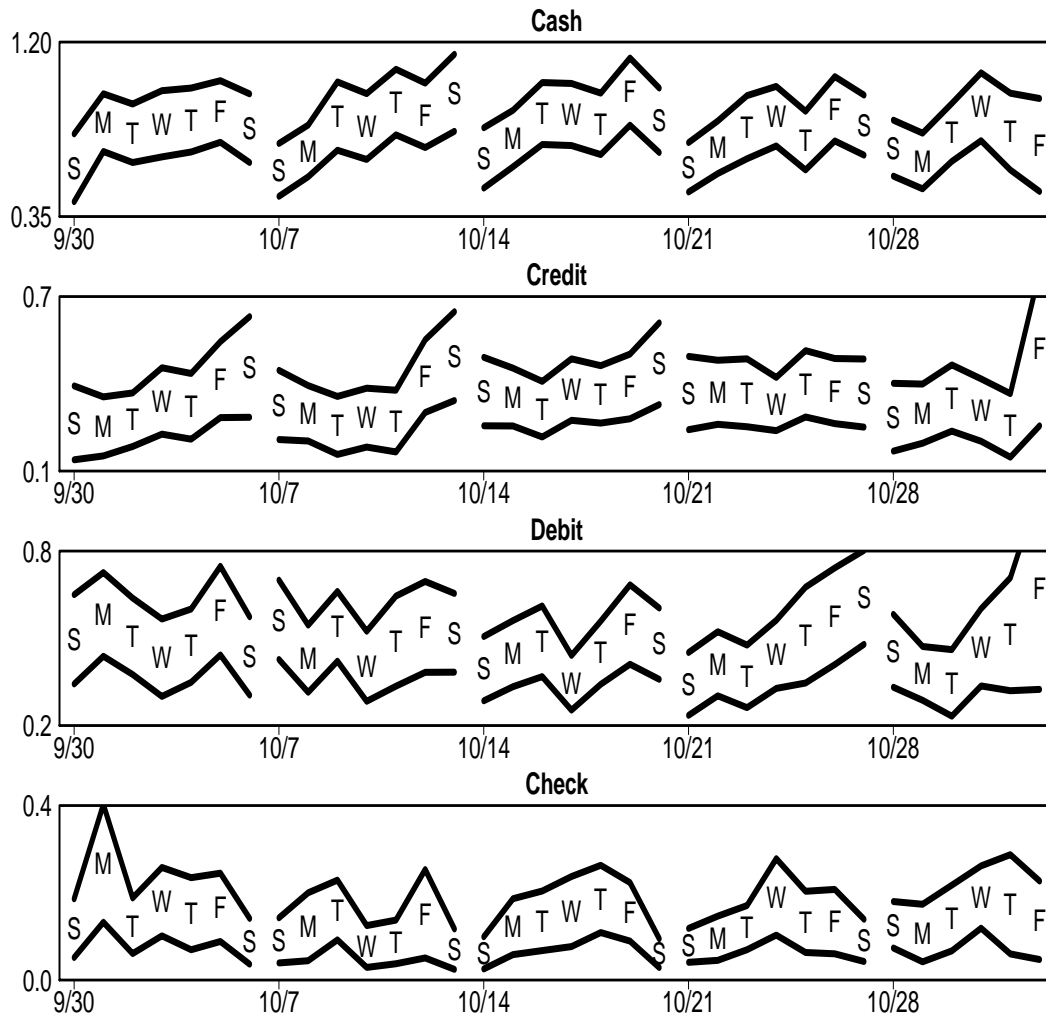 Cash
1.20
M T W T F S
S M T W T F S
S M T W T F S
S M T W T F S
S M T W T F
S
0.35
9/30 10/7 10/14 10/21 10/28
Credit
0.7
S M T W T F S
S M T W T F S
S M T W T F S
S M T W T F S
S M T W T F
0.1
9/30 10/7 10/14 10/21 10/28
Debit
0.8
S M T W T F S
S M T W T F S
S M T W T F S
S M T W T F S
S M T W T F
0.2
9/30 10/7 10/14 10/21 10/28
Check
0.4
S M T W T F S
S M T W T F S
S M T W T F S
S M T W T F S
S M T W T F
0.0
9/30 10/7 10/14 10/21 10/28